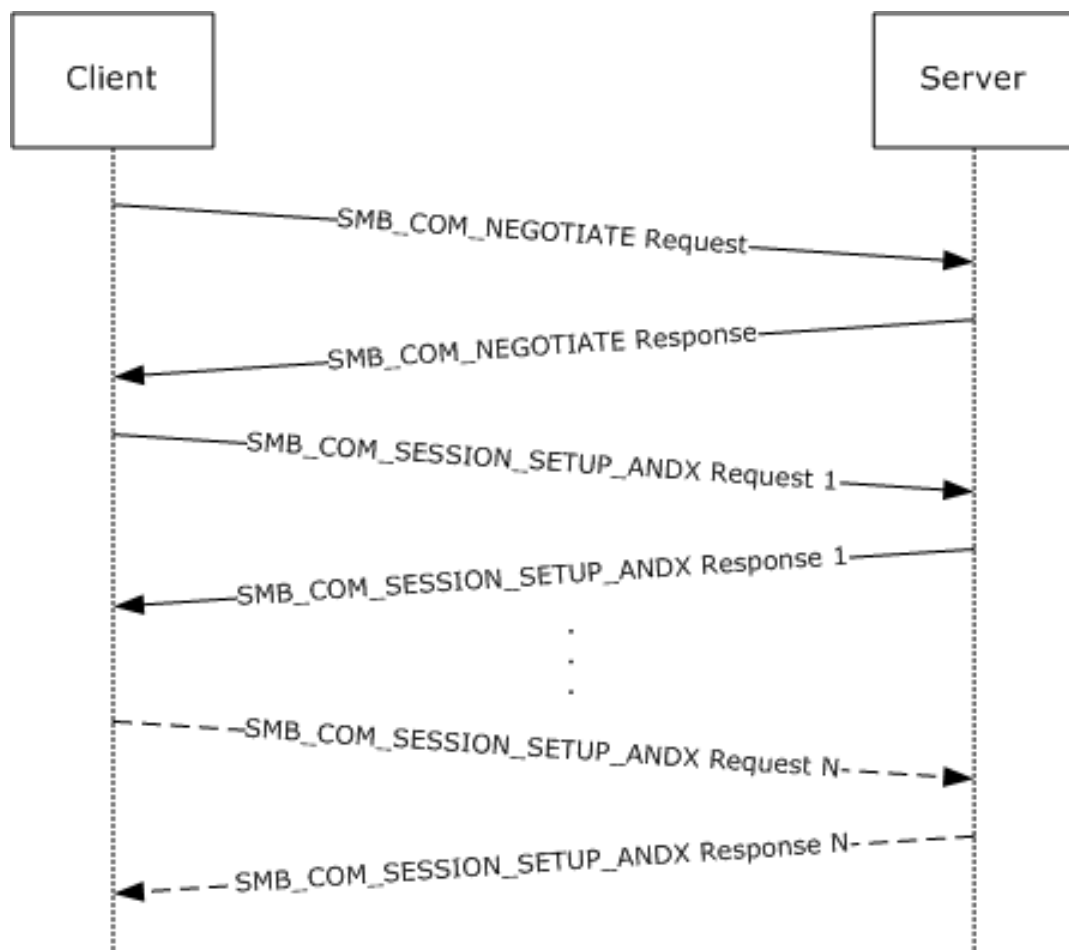 Client
Server
SMB_COM_NEGOTIATE Request
SMB_COM_NEGOTIATE Response
SMB_COM_SESSION_SETUP_ANDX Request 1
SMB_COM_SESSION_SETUP_ANDX Response 1
.
.
.
SMB_COM_SESSION_SETUP_ANDX Request N
SMB_COM_SESSION_SETUP_ANDX Response N